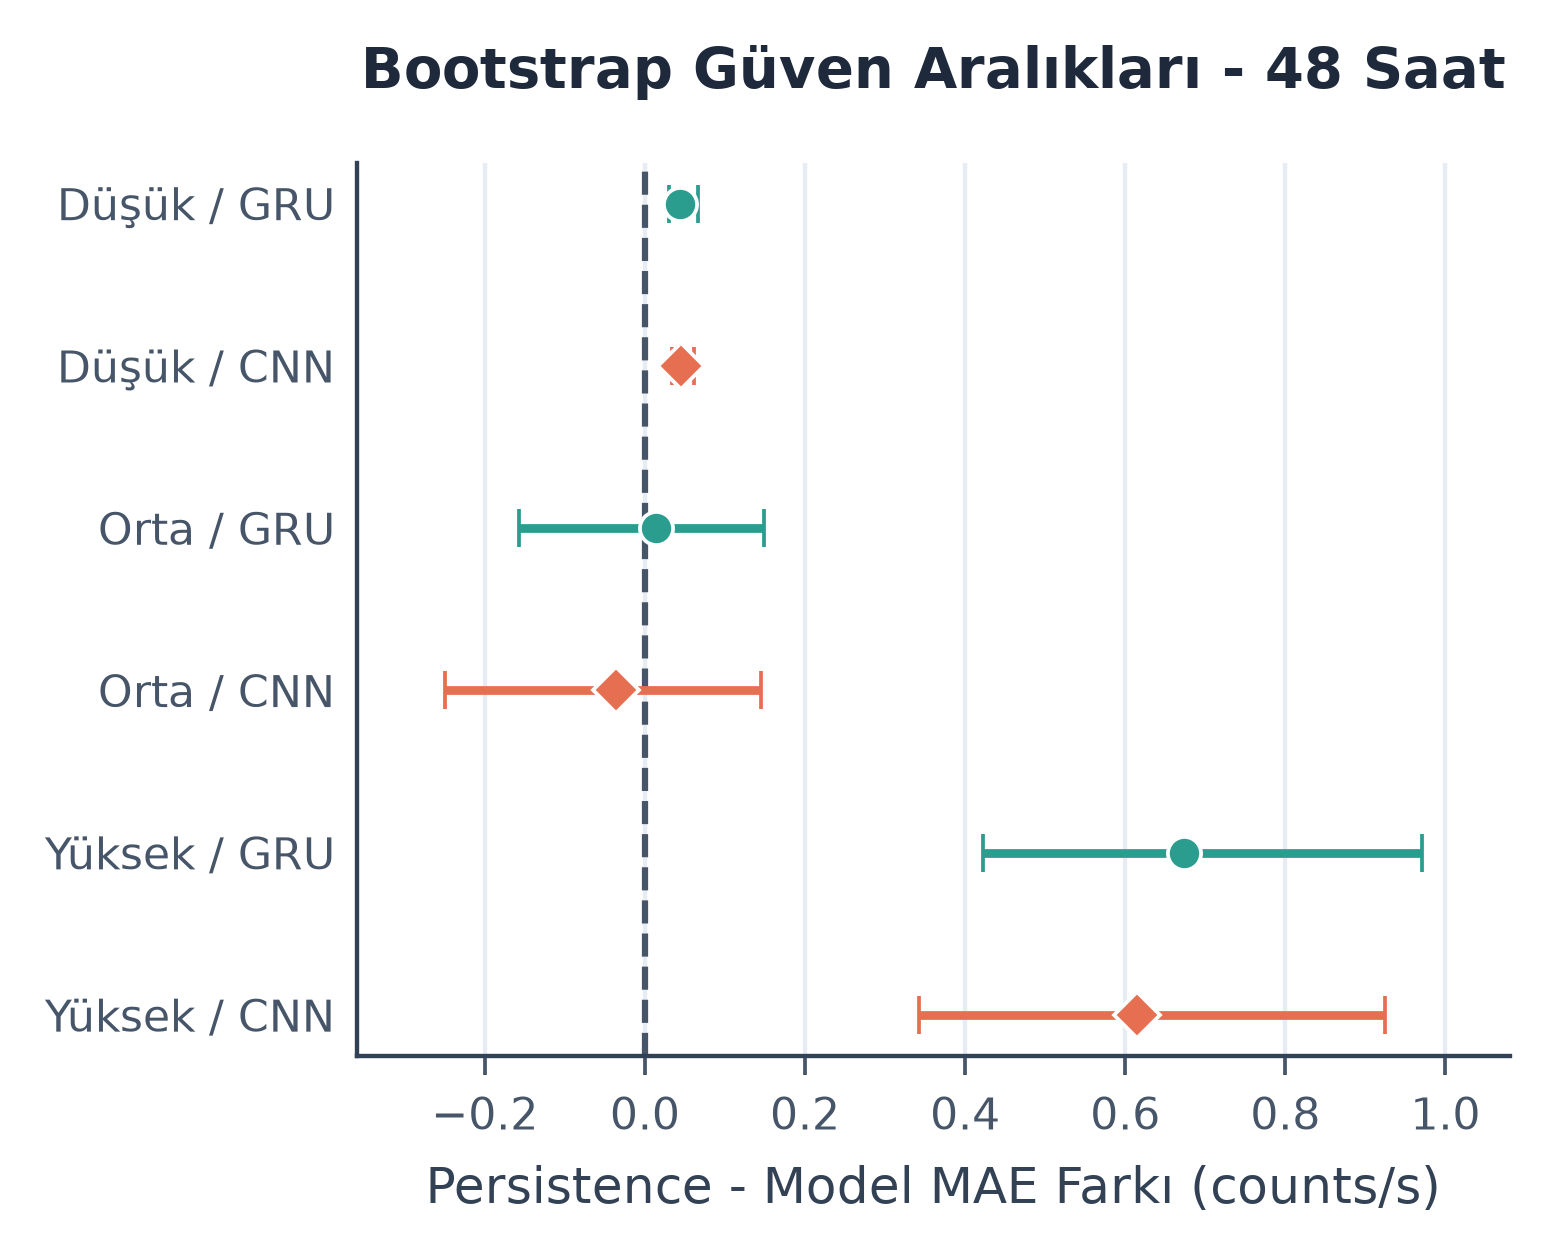 Bootstrap Güven Aralıkları - 48 Saat
Düşük / GRU
Düşük / CNN
Orta / GRU
Orta / CNN
Yüksek / GRU
Yüksek / CNN
−0.2 0.0 0.2 0.4 0.6 0.8 1.0
Persistence - Model MAE Farkı (counts/s)